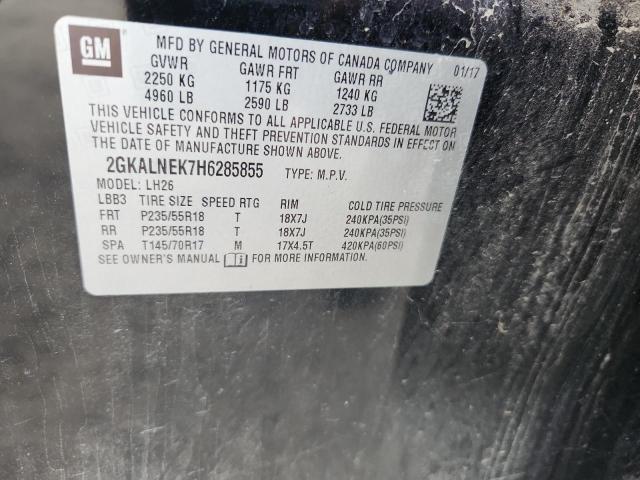 GM
MFD BY GENERAL MOTORS OF CANADA COMPANY 01/17
GVWR GAWR FRT GAWR RR
2250 KG 1175 KG 1240 KG
4960 LB 2590 LB 2733 LB
THIS VEHICLE CONFORMS TO ALL APPLICABLE U.S. FEDERAL MOTOR
VEHICLE SAFETY AND THEFT PREVENTION STANDARDS IN EFFECT ON
THE DATE OF MANUFACTURE SHOWN ABOVE.
2GKALNEK7H6285855 TYPE: M.P.V.
MODEL: LH26
LBB3 TIRE SIZE SPEED RTG RIM COLD TIRE PRESSURE
FRT P235/55R18 T 18X7J 240KPA(35PSI)
RR P235/55R18 T 18X7J 240KPA(35PSI)
SPA T145/70R17 M 17X4.5T 420KPA(60PSI)
SEE OWNER'S MANUAL FOR MORE INFORMATION.